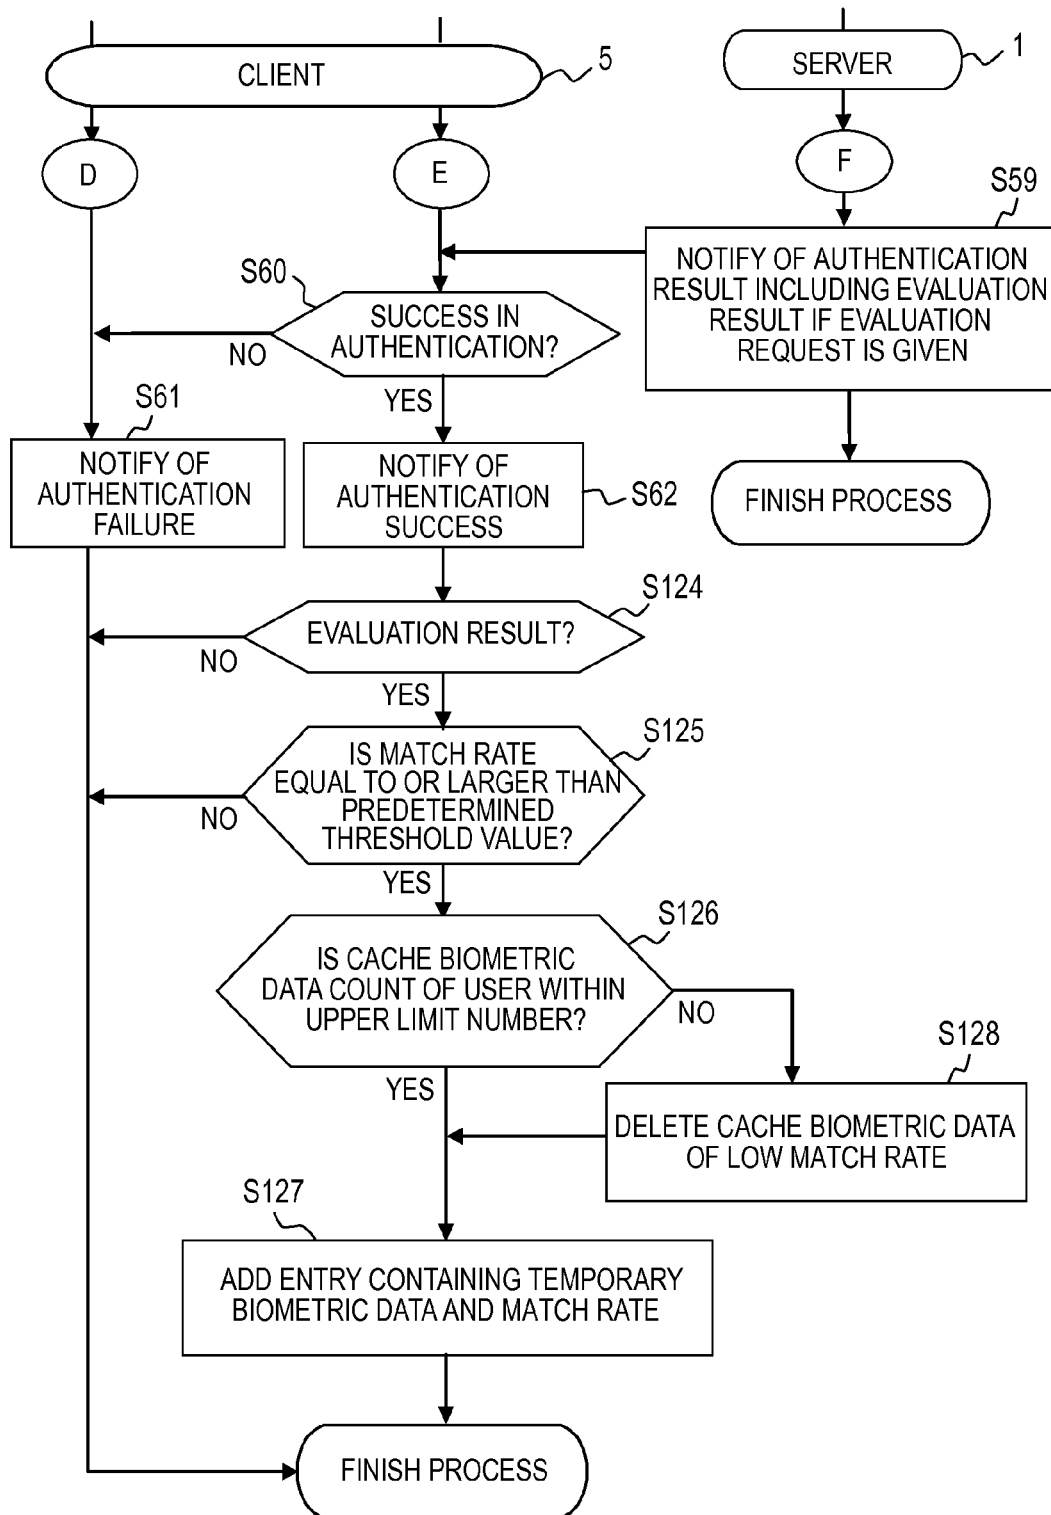 CLIENT
5
SERVER
1
D
E
F
S59
NOTIFY OF AUTHENTICATION
RESULT INCLUDING EVALUATION
RESULT IF EVALUATION
REQUEST IS GIVEN
S60
SUCCESS IN
AUTHENTICATION?
NO
YES
S61
NOTIFY OF
AUTHENTICATION
FAILURE
NOTIFY OF
AUTHENTICATION
SUCCESS
S62
FINISH PROCESS
S124
EVALUATION RESULT?
NO
YES
S125
IS MATCH RATE
EQUAL TO OR LARGER THAN
PREDETERMINED
THRESHOLD VALUE?
NO
YES
S126
IS CACHE BIOMETRIC
DATA COUNT OF USER WITHIN
UPPER LIMIT NUMBER?
NO
YES
S128
DELETE CACHE BIOMETRIC DATA
OF LOW MATCH RATE
S127
ADD ENTRY CONTAINING TEMPORARY
BIOMETRIC DATA AND MATCH RATE
FINISH PROCESS